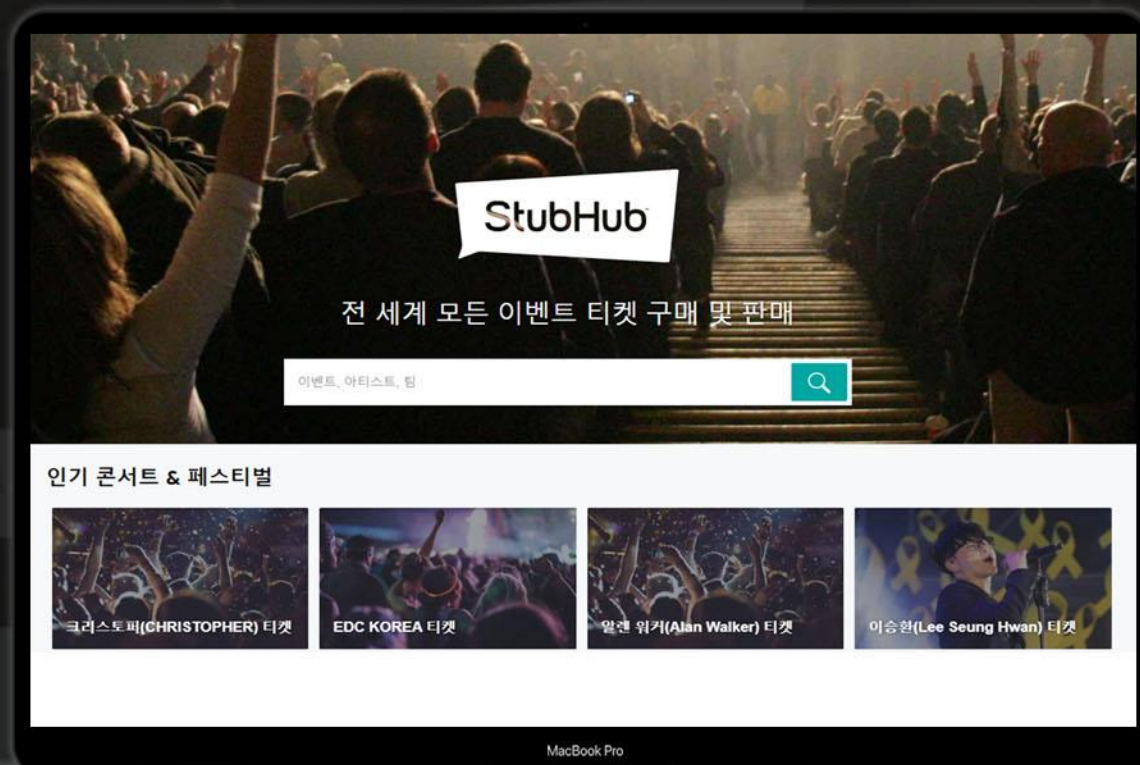 StubHub
전 세계 모든 이벤트 티켓 구매 및 판매
이벤트, 아티스트, 팀
인기 콘서트 & 페스티벌
크리스토퍼(CHRISTOPHER) 티켓
EDC KOREA 티켓
알렌 워커(Alan Walker) 티켓
이승환(Lee Seung Hwan) 티켓
MacBook Pro